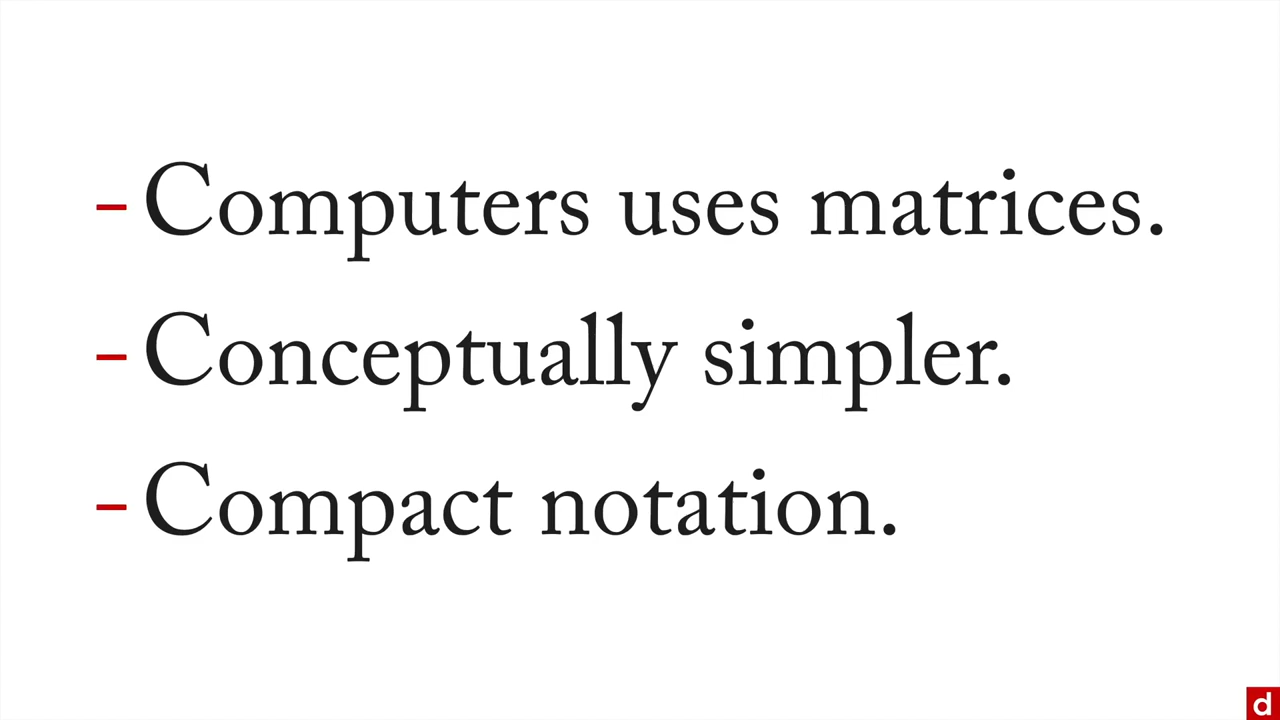 - Computers uses matrices.
- Conceptually simpler.
- Compact notation.
d